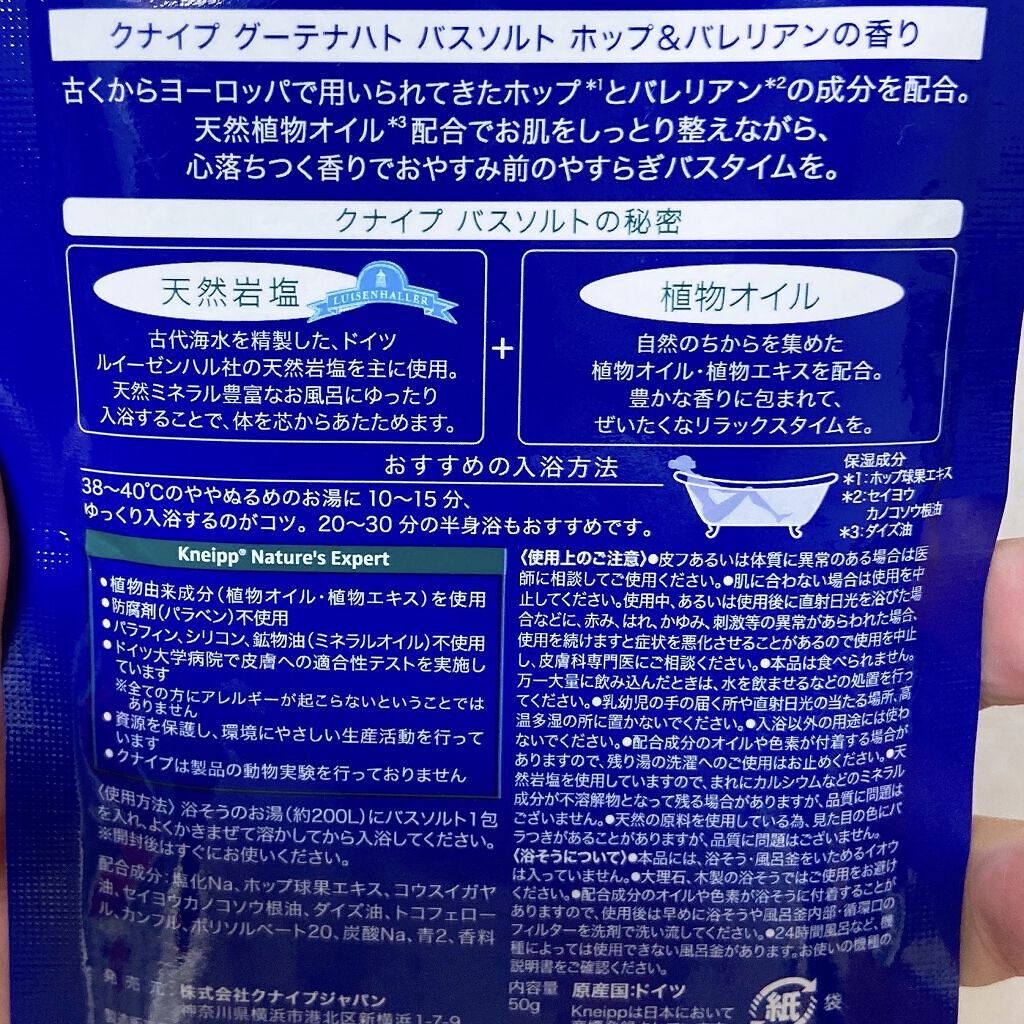 クナイプ グーテナハト バスソルト ホップ&バレリアンの香り
古くからヨーロッパで用いられてきたホップ*1とバレリアン*2の成分を配合。
天然植物オイル*3配合でお肌をしっとり整えながら、
心落ちつく香りでおやすみ前のやすらぎバスタイムを。
クナイプ バスソルトの秘密
天然岩塩
LUISENHALLER
古代海水を精製した、ドイツ
ルイーゼンハル社の天然岩塩を主に使用。
天然ミネラル豊富なお風呂にゆったり
入浴することで、体を芯からあたためます。
+
植物オイル
自然のちからを集めた
植物オイル・植物エキスを配合。
豊かな香りに包まれて、
ぜいたくなリラックスタイムを。
おすすめの入浴方法
38〜40℃のややぬるめのお湯に 10〜15 分、
ゆっくり入浴するのがコツ。20〜30 分の半身浴もおすすめです。
保湿成分
*1:ホップ球果エキス
*2:セイヨウ
カノコソウ根油
*3:ダイズ油
Kneipp® Nature's Expert
●植物由来成分(植物オイル・植物エキス)を使用
●防腐剤(パラベン)不使用
●パラフィン、シリコン、鉱物油(ミネラルオイル)不使用
●ドイツ大学病院で皮膚への適合性テストを実施し
ています
※全ての方にアレルギーが起こらないということでは
ありません
●資源を保護し、環境にやさしい生産活動を行って
います
●クナイプは製品の動物実験を行っておりません
〈使用方法〉浴そうのお湯(約200L)にバスソルト1包
を入れ、よくかきまぜて溶かしてから入浴してください。
※開封後はすぐにお使いください。
配合成分:塩化Na、ホップ球果エキス、コウスイガヤ
油、セイヨウカノコソウ根油、ダイズ油、トコフェロー
ル、カンフル、ポリソルベート20、炭酸Na、青2、香料
発 売 元: 株式会社クナイプジャパン
神奈川県横浜市港北区新横浜1-7-9
〈使用上のご注意〉●皮フあるいは体質に異常のある場合は医
師に相談してご使用ください。●肌に合わない場合は使用を中
止してください。使用中、あるいは使用後に直射日光を浴びた場
合などに、赤み、はれ、かゆみ、刺激等の異常があらわれた場合、
使用を続けますと症状を悪化させることがあるので使用を中止
し、皮膚科専門医にご相談ください。●本品は食べられません。
万一大量に飲み込んだときは、水を飲ませるなどの処置を行っ
てください。●乳幼児の手の届く所や直射日光の当たる場所、高
温多湿の所に置かないでください。●入浴以外の用途には使わ
ないでください。●配合成分のオイルや色素が付着する場合が
ありますので、残り湯の洗濯へのご使用はお止めください。●天
然岩塩を使用していますので、まれにカルシウムなどのミネラル
成分が不溶解物となって残る場合がありますが、品質に問題は
ございません。●天然の原料を使用している為、見た目の色にバ
ラつきがあることがありますが、品質に問題はございません。
〈浴そうについて〉●本品には、浴そう・風呂釜をいためるイオウ
は入っていません。●大理石、木製の浴そうではご使用をお避け
ください。●配合成分のオイルや色素が浴そうに付着することが
ありますので、使用後は早めに浴そうや風呂釜内部・循環口の
フィルターを洗剤で洗い流してください。●24時間風呂など、機
種によっては使用できない風呂釜があります。お使いの機種の
説明書をご確認ください。
内容量
50g
原産国:ドイツ
Kneippは日本において
紙
袋